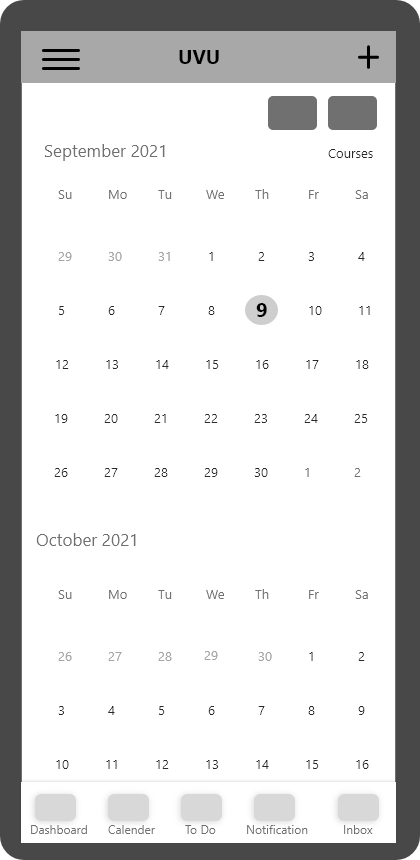 UVU +
September 2021 Courses
Su Mo Tu We Th Fr Sa
29 30 31 1 2 3 4
5 6 7 8 9 10 11
12 13 14 15 16 17 18
19 20 21 22 23 24 25
26 27 28 29 30 1 2
October 2021
Su Mo Tu We Th Fr Sa
26 27 28 29 30 1 2
3 4 5 6 7 8 9
10 11 12 13 14 15 16
Dashboard Calender To Do Notification Inbox